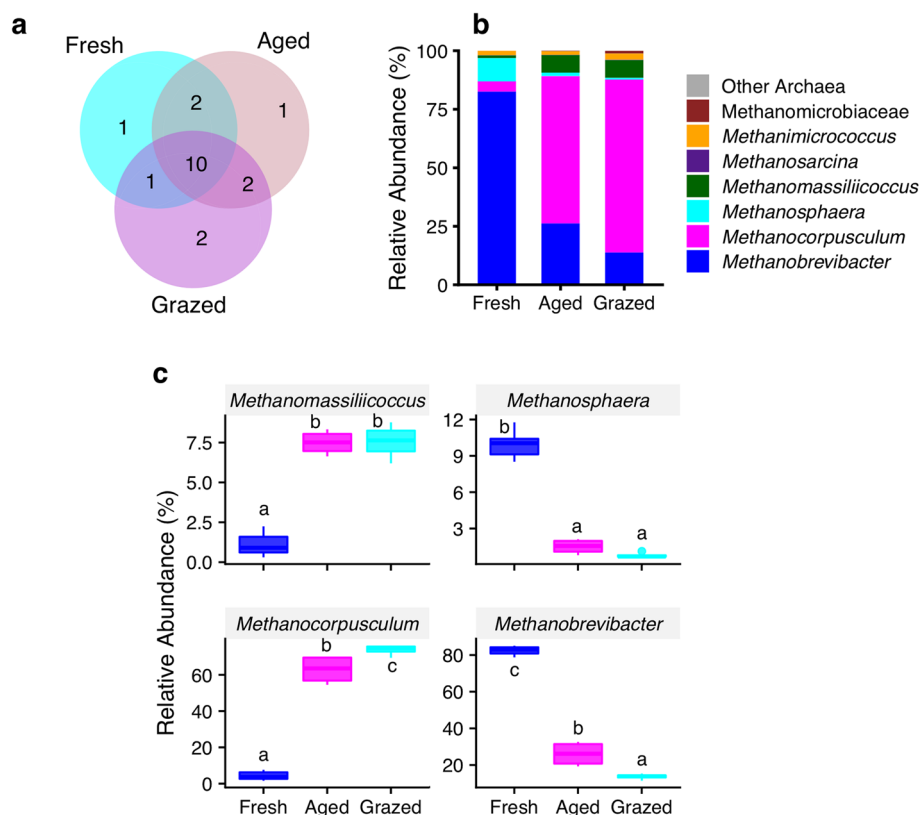 a
Fresh
Aged
2
1
1
10
1
2
2
Grazed
b
Relative Abundance (%)
100
75
50
25
0
Fresh Aged Grazed
Other Archaea
Methanomicrobiaceae
Methanimicrococcus
Methanosarcina
Methanomassiliicoccus
Methanosphaera
Methanocorpusculum
Methanobrevibacter
c
Relative Abundance (%)
Methanomassiliicoccus
7.5
5.0
2.5
0.0
a
b
b
Methanosphaera
12
9
6
3
b
a
a
Methanocorpusculum
60
40
20
0
a
b
c
Fresh Aged Grazed
Methanobrevibacter
80
60
40
20
c
b
a
Fresh Aged Grazed